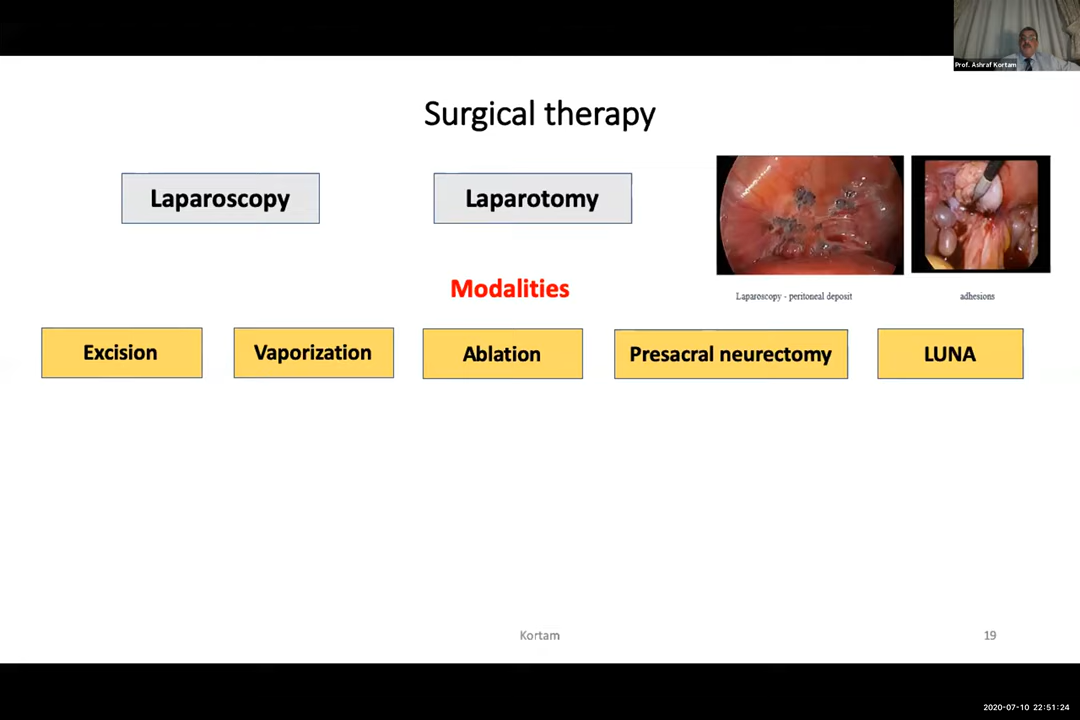 Prof. Ashraf Kortam
Surgical therapy
Laparoscopy
Laparotomy
Laparoscopy - peritoneal deposit
adhesions
Modalities
Excision
Vaporization
Ablation
Presacral neurectomy
LUNA
Kortam
19
2020-07-10 22:51:24